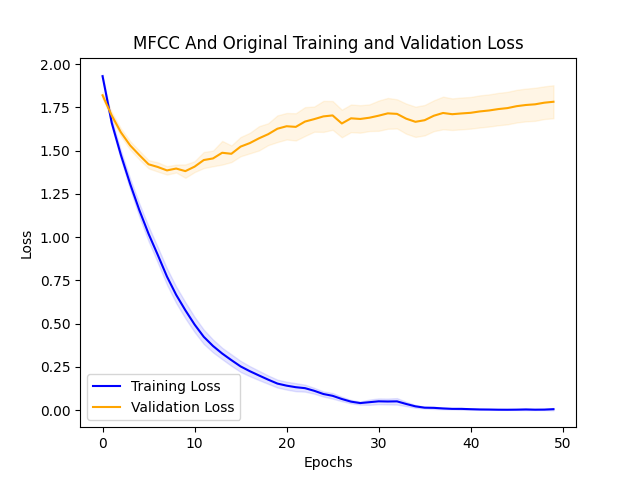 MFCC And Original Training and Validation Loss
2.00
1.75
1.50
1.25
1.00
0.75
0.50
0.25
0.00
Loss
Training Loss
Validation Loss
0 10 20 30 40 50
Epochs